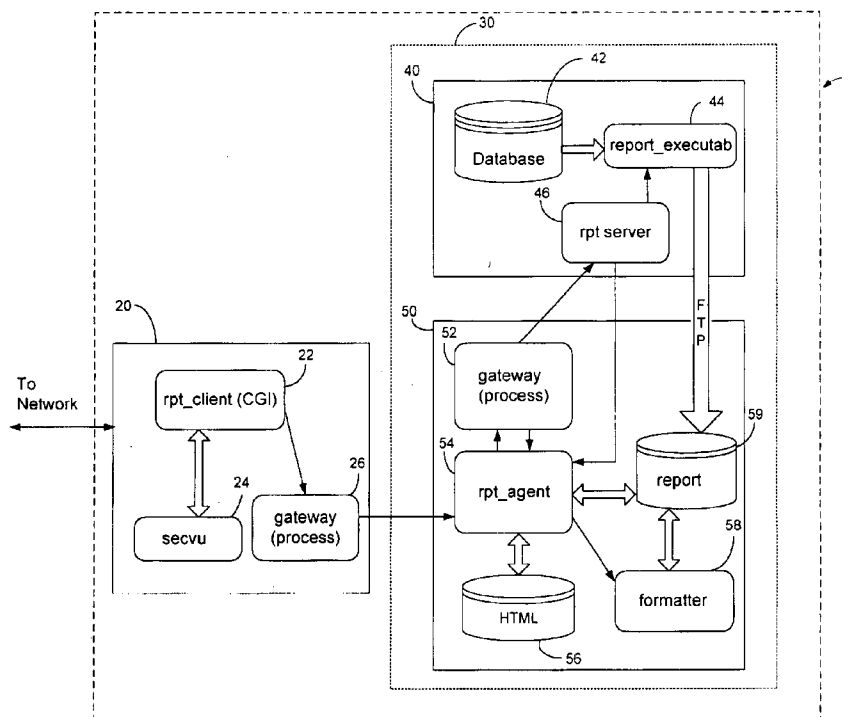 30
40
42
Database
44
report_executab
46
rpt server
FTP
20
22
rpt_client (CGI)
To
Network
24
secvu
26
gateway
(process)
50
52
gateway
(process)
54
rpt_agent
59
report
58
formatter
HTML
56